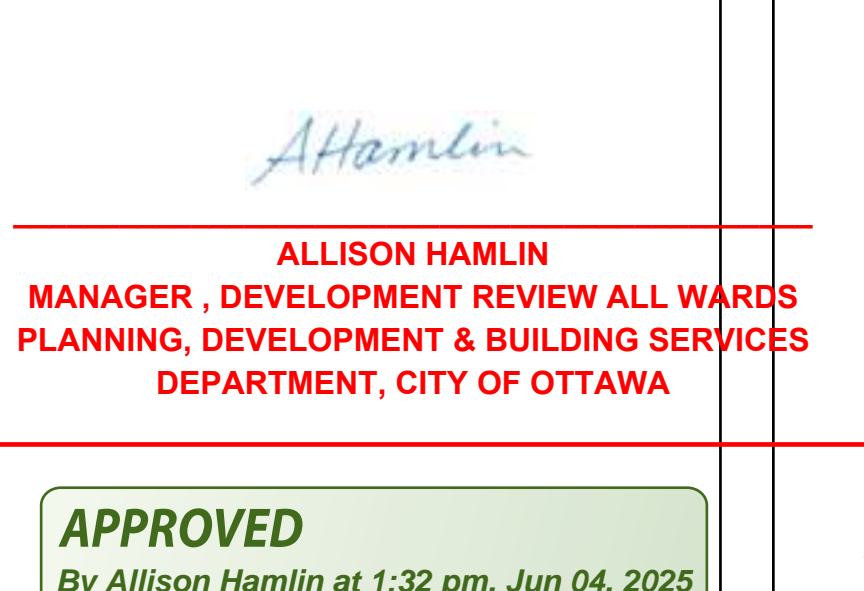 AHamlin
ALLISON HAMLIN
MANAGER , DEVELOPMENT REVIEW ALL WARDS
PLANNING, DEVELOPMENT & BUILDING SERVICES
DEPARTMENT, CITY OF OTTAWA
APPROVED
By Allison Hamlin at 1:32 pm, Jun 04, 2025